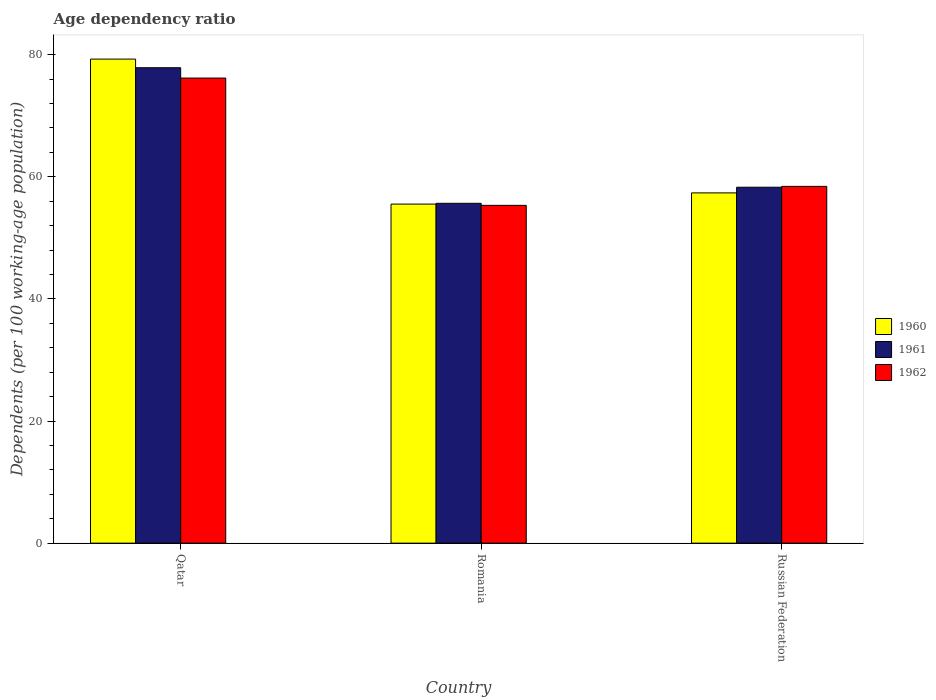 Age dependency ratio
Dependents (per 100 working-age population)
80
60
40
20
0
Qatar
Romania
Russian Federation
Country
1960
1961
1962